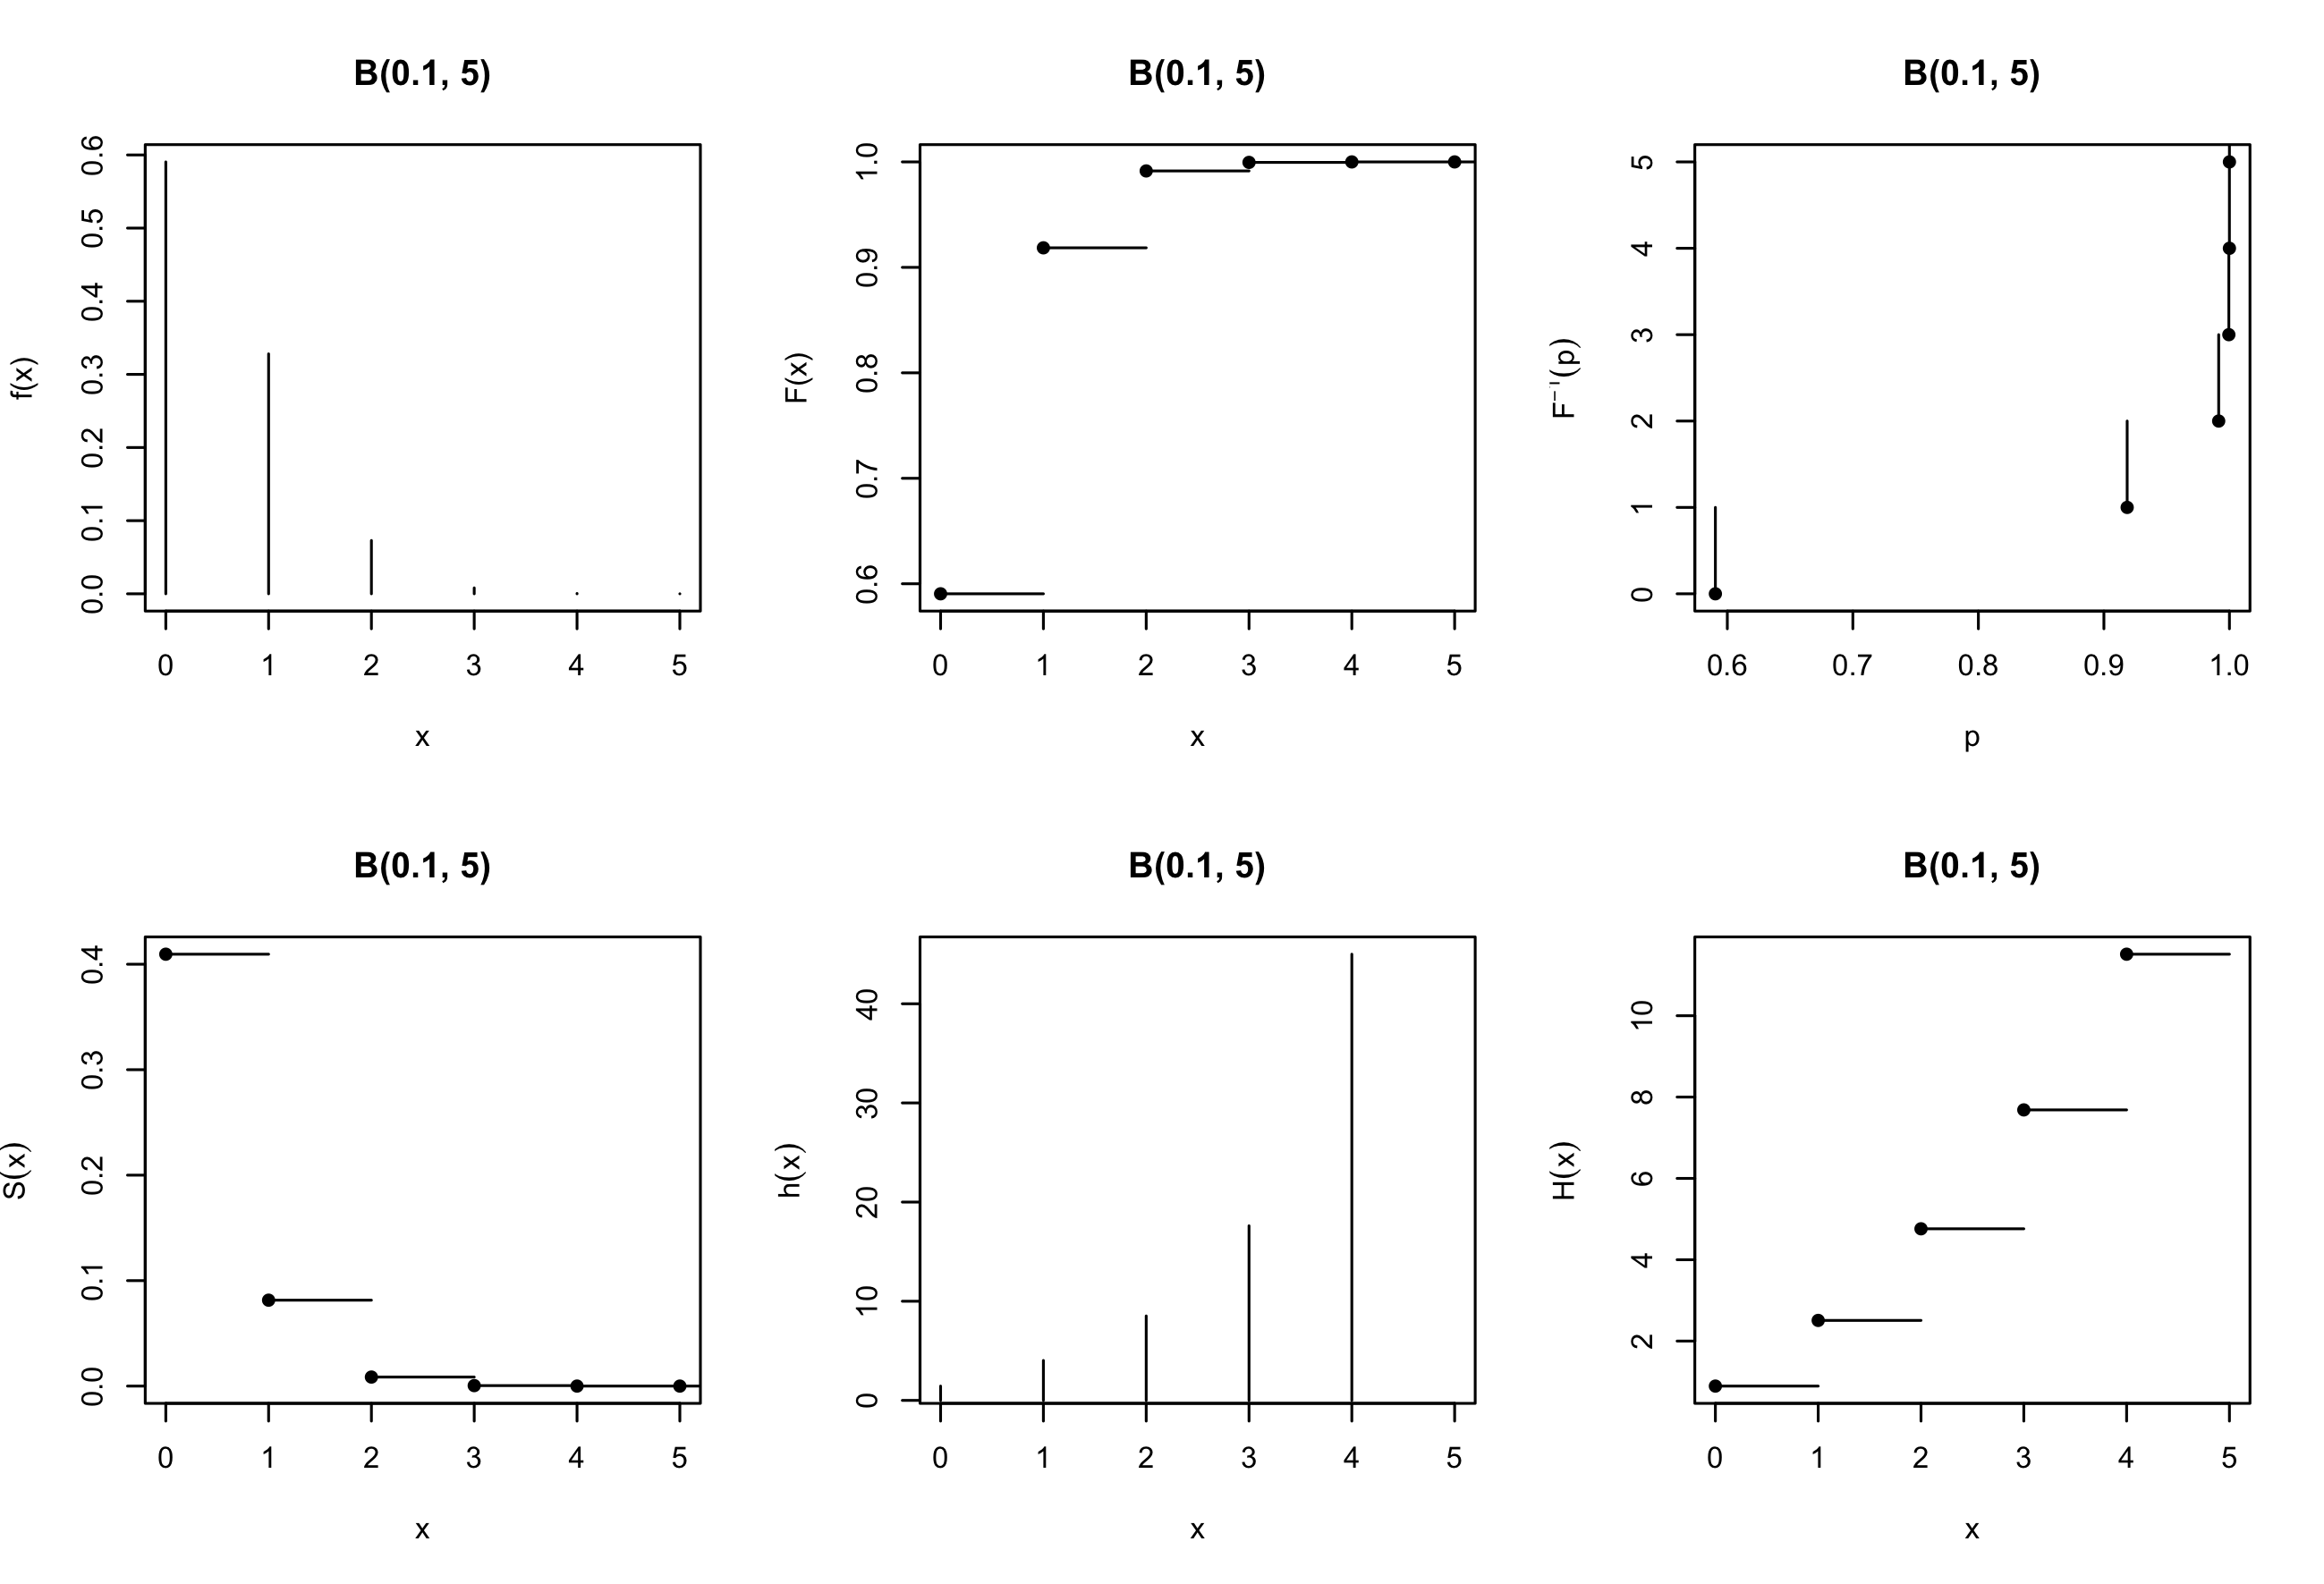 B(0.1, 5)
f(x)
0.6
0.5
0.4
0.3
0.2
0.1
0.0
0 1 2 3 4 5
x
B(0.1, 5)
F(x)
1.0
0.9
0.8
0.7
0.6
0 1 2 3 4 5
x
B(0.1, 5)
F⁻¹(p)
5
4
3
2
1
0
0.6 0.7 0.8 0.9 1.0
p
B(0.1, 5)
S(x)
0.4
0.3
0.2
0.1
0.0
0 1 2 3 4 5
x
B(0.1, 5)
h(x)
40
30
20
10
0
0 1 2 3 4 5
x
B(0.1, 5)
H(x)
10
8
6
4
2
0 1 2 3 4 5
x